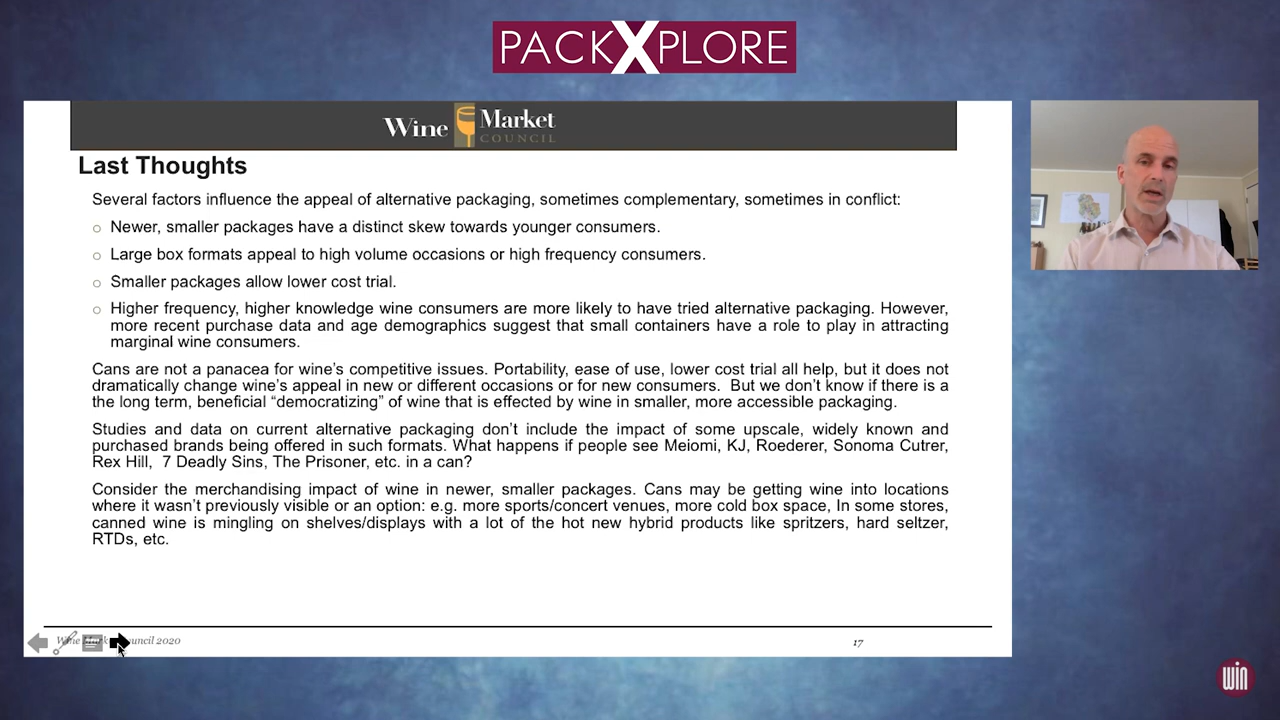 PACKXPLORE
Wine Market
COUNCIL
Last Thoughts
Several factors influence the appeal of alternative packaging, sometimes complementary, sometimes in conflict:
Newer, smaller packages have a distinct skew towards younger consumers.
Large box formats appeal to high volume occasions or high frequency consumers.
Smaller packages allow lower cost trial.
Higher frequency, higher knowledge wine consumers are more likely to have tried alternative packaging. However,
more recent purchase data and age demographics suggest that small containers have a role to play in attracting
marginal wine consumers.
Cans are not a panacea for wine's competitive issues. Portability, ease of use, lower cost trial all help, but it does not
dramatically change wine's appeal in new or different occasions or for new consumers. But we don't know if there is a
the long term, beneficial “democratizing” of wine that is effected by wine in smaller, more accessible packaging.
Studies and data on current alternative packaging don't include the impact of some upscale, widely known and
purchased brands being offered in such formats. What happens if people see Meiomi, KJ, Roederer, Sonoma Cutrer,
Rex Hill, 7 Deadly Sins, The Prisoner, etc. in a can?
Consider the merchandising impact of wine in newer, smaller packages. Cans may be getting wine into locations
where it wasn't previously visible or an option: e.g. more sports/concert venues, more cold box space, In some stores,
canned wine is mingling on shelves/displays with a lot of the hot new hybrid products like spritzers, hard seltzer,
RTDs, etc.
2020
17
win